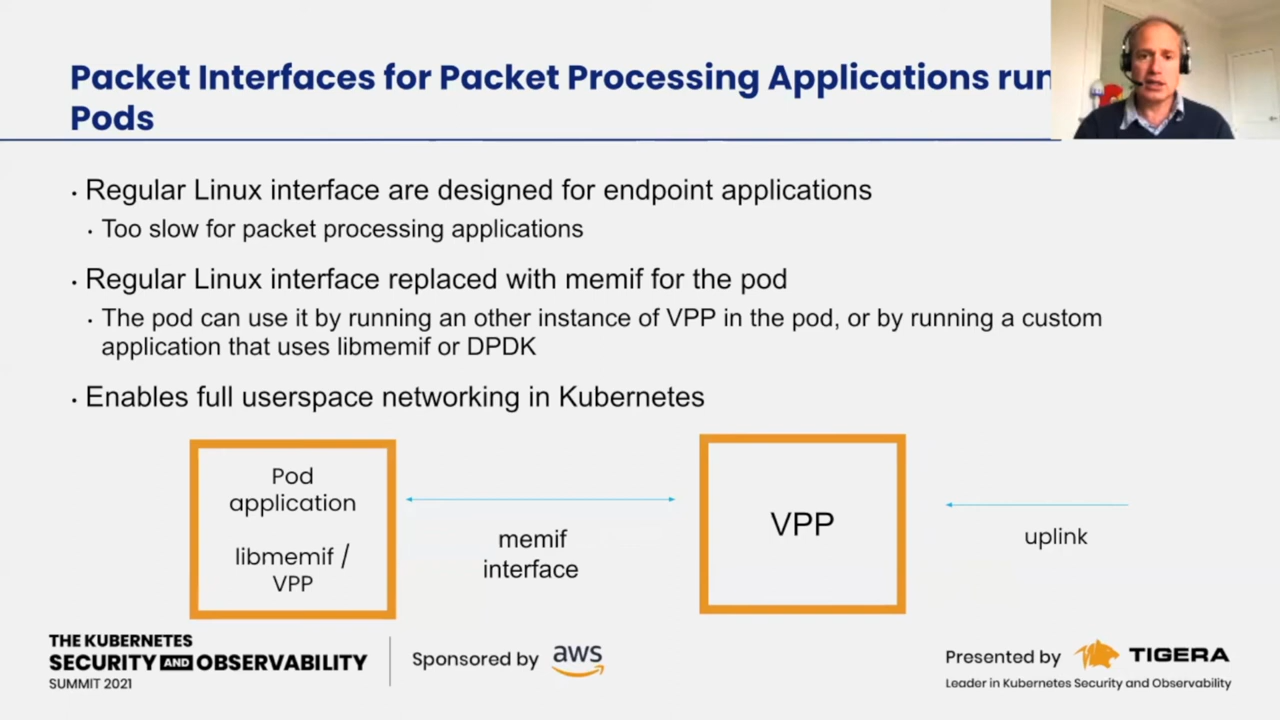 Packet Interfaces for Packet Processing Applications run
Pods
· Regular Linux interface are designed for endpoint applications
· Too slow for packet processing applications
· Regular Linux interface replaced with memif for the pod
· The pod can use it by running an other instance of VPP in the pod, or by running a custom
application that uses libmemif or DPDK
· Enables full userspace networking in Kubernetes
Pod
application
libmemif /
VPP
memif
interface
VPP
uplink
THE KUBERNETES
SECURITY AND OBSERVABILITY
SUMMIT 2021
Sponsored by aws
Presented by TIGERA
Leader in Kubernetes Security and Observability